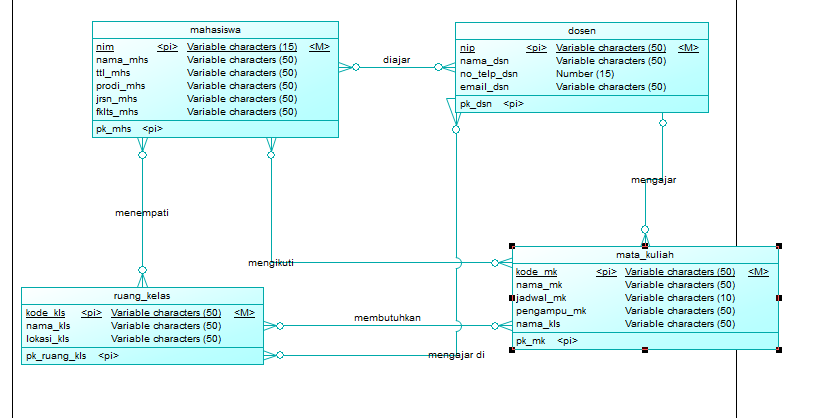 mahasiswa
nim <pi> Variable characters (15) <M>
nama_mhs Variable characters (50)
ttl_mhs Variable characters (50)
prodi_mhs Variable characters (50)
jrsn_mhs Variable characters (50)
fklts_mhs Variable characters (50)
pk_mhs <pi>
diajar
dosen
nip <pi> Variable characters (50) <M>
nama_dsn Variable characters (50)
no_telp_dsn Number (15)
email_dsn Variable characters (50)
pk_dsn <pi>
mengajar
menempati
mengikuti
mata_kuliah
kode_mk <pi> Variable characters (50) <M>
nama_mk Variable characters (50)
jadwal_mk Variable characters (10)
pengampu_mk Variable characters (50)
nama_kls Variable characters (50)
pk_mk <pi>
ruang_kelas
kode_kls <pi> Variable characters (50) <M>
nama_kls Variable characters (50)
lokasi_kls Variable characters (50)
pk_ruang_kls <pi>
membutuhkan
mengajar di